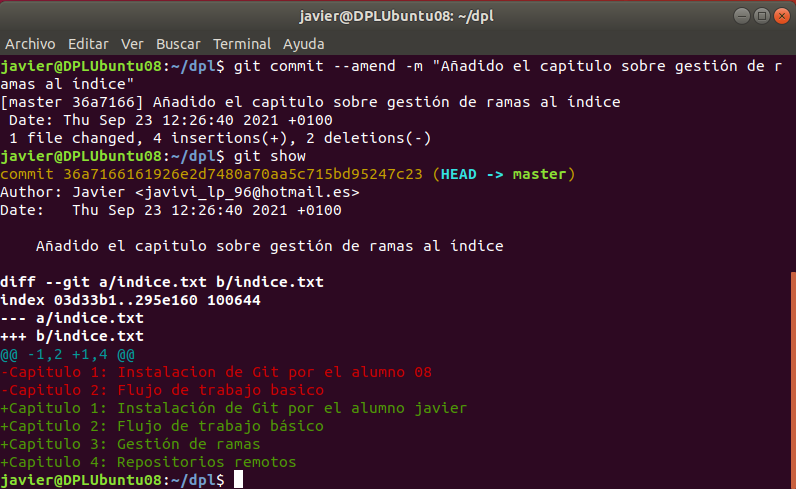 javier@DPLUbuntu08: ~/dpl
Archivo Editar Ver Buscar Terminal Ayuda
javier@DPLUbuntu08:~/dpl$ git commit --amend -m "Añadido el capitulo sobre gestión de r
amas al índice"
[master 36a7166] Añadido el capitulo sobre gestión de ramas al índice
 Date: Thu Sep 23 12:26:40 2021 +0100
 1 file changed, 4 insertions(+), 2 deletions(-)
javier@DPLUbuntu08:~/dpl$ git show
commit 36a7166161926e2d7480a70aa5c715bd95247c23 (HEAD -> master)
Author: Javier <javivi_lp_96@hotmail.es>
Date:   Thu Sep 23 12:26:40 2021 +0100
    Añadido el capitulo sobre gestión de ramas al índice
diff --git a/indice.txt b/indice.txt
index 03d33b1..295e160 100644
--- a/indice.txt
+++ b/indice.txt
@@ -1,2 +1,4 @@
-Capitulo 1: Instalacion de Git por el alumno 08
-Capitulo 2: Flujo de trabajo basico
+Capitulo 1: Instalación de Git por el alumno javier
+Capitulo 2: Flujo de trabajo básico
+Capitulo 3: Gestión de ramas
+Capitulo 4: Repositorios remotos
javier@DPLUbuntu08:~/dpl$